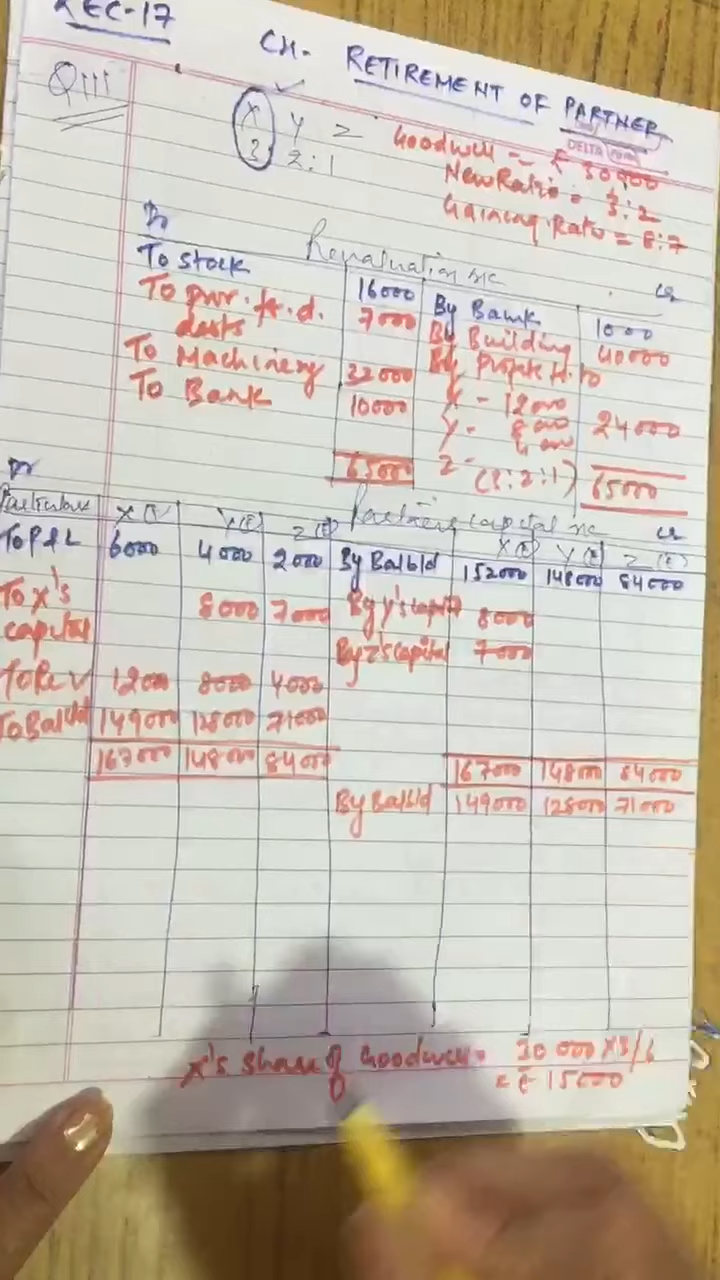 REC-17
CH- RETIREMENT OF PARTNER
DELTA
Q111
X Y Z
3 2:1
Goodwill = ₹ 30000
New Ratio = 3:2
Gaining Ratio = 8:7
Dr Revaluation A/c Cr
To Stock 16000 By Bank 1000
To prov. f.d. debts 7000 By Building 40000
To Machinery 32000 By Profit tr. to
To Bank 10000 X - 12000
Y - 8000 24000
Z - 4000
65000 (3:2:1) 65000
Dr Partners capital A/c Cr
Particulars X(₹) Y(₹) Z(₹) X(₹) Y(₹) Z(₹)
To P & L 6000 4000 2000 By Bal b/d 152000 148000 84000
To X's capital 8000 7000 By Y's capital 8000
By Z's capital 7000
To Rev 12000 8000 4000
To Bal c/d 149000 128000 71000
167000 148000 84000 167000 148000 84000
By Bal b/d 149000 128000 71000
X's share of Goodwill = 30000 X 3/6
= ₹ 15000